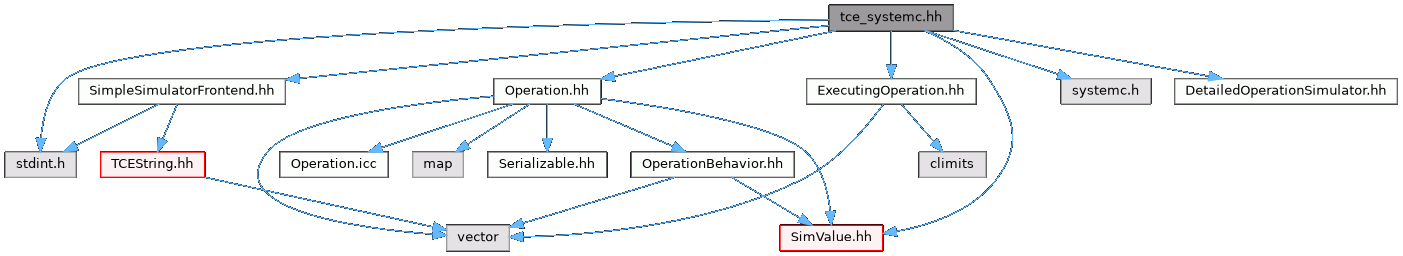 tce_systemc.hh
SimpleSimulatorFrontend.hh
Operation.hh
ExecutingOperation.hh
systemc.h
DetailedOperationSimulator.hh
stdint.h
TCEString.hh
Operation.icc
map
Serializable.hh
OperationBehavior.hh
climits
vector
SimValue.hh